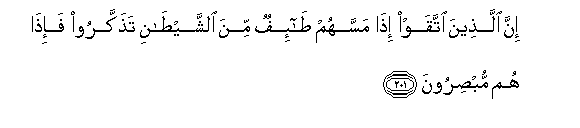 إِنَّ ٱلَّذِينَ ٱتَّقَوْا۟ إِذَا مَسَّهُمْ طَـٰٓئِفٌ مِّنَ ٱلشَّيْطَـٰنِ تَذَكَّرُوا۟ فَإِذَا
هُم مُّبْصِرُونَ ﴿٢٠١﴾